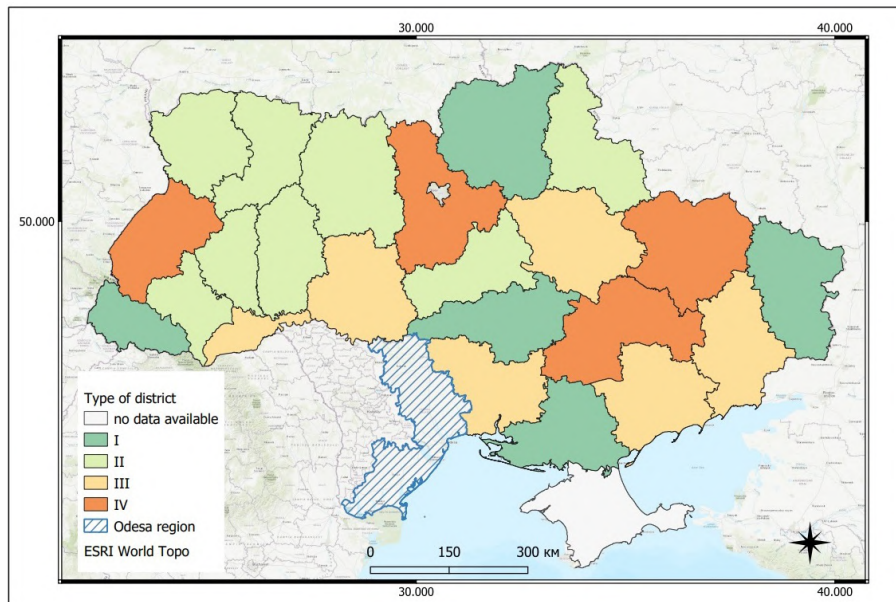 30.000
40.000
50.000
Type of district
no data available
I
II
III
IV
Odesa region
ESRI World Topo
0 150 300 км
30.000
40.000